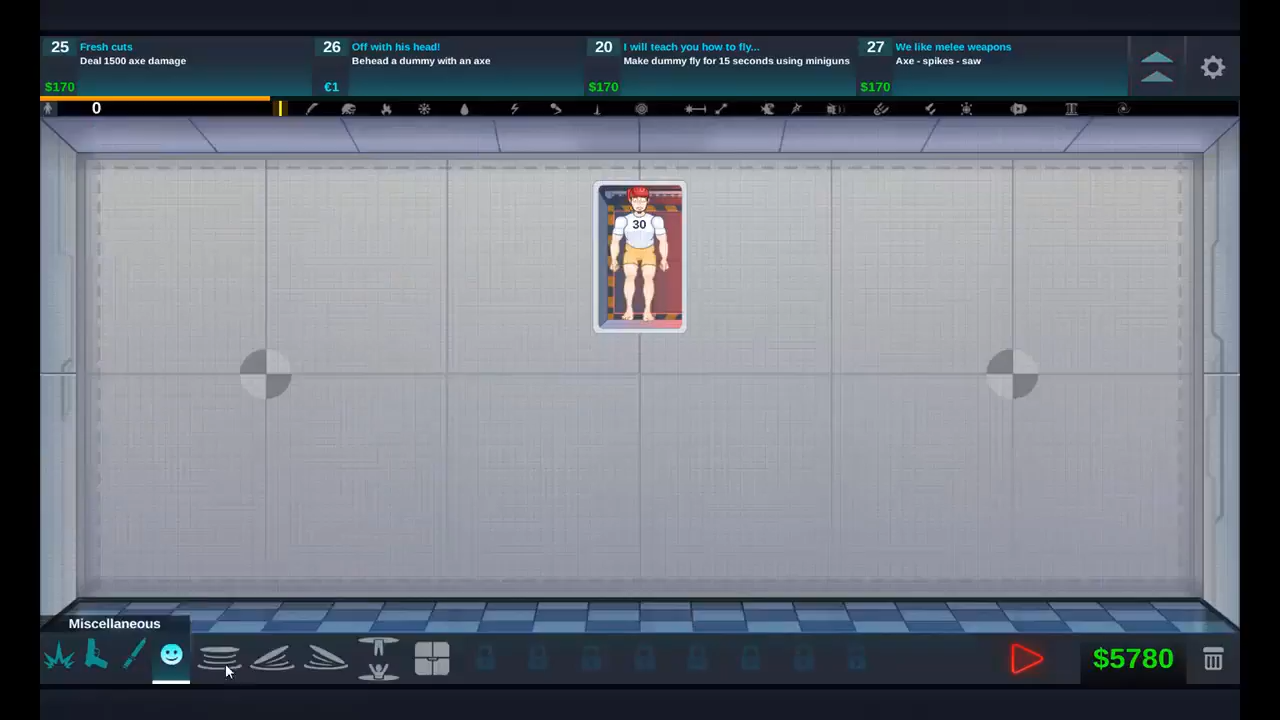 25 Fresh cuts
Deal 1500 axe damage
$170
26 Off with his head!
Behead a dummy with an axe
€1
20 I will teach you how to fly...
Make dummy fly for 15 seconds using miniguns
$170
27 We like melee weapons
Axe - spikes - saw
$170
0
30
Miscellaneous
$5780